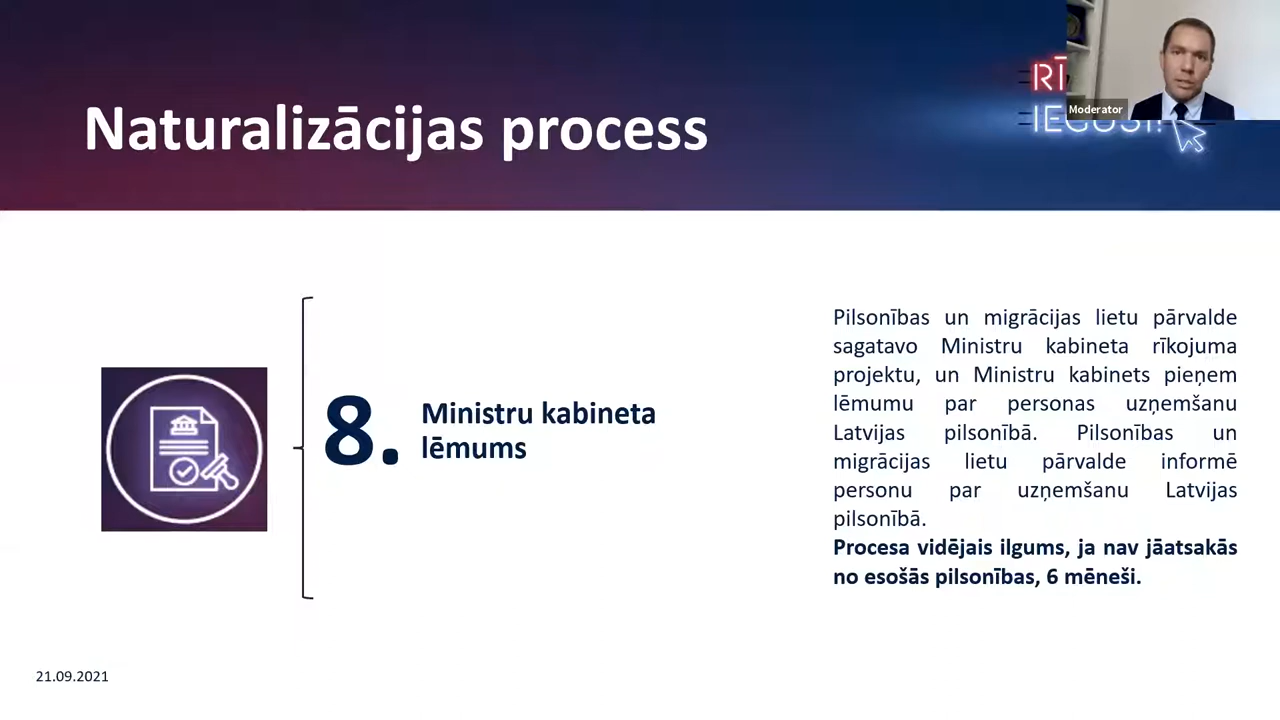 Naturalizācijas process
RĪ
Moderator
8.
Ministru kabineta
lēmums
Pilsonības un migrācijas lietu pārvalde
sagatavo Ministru kabineta rīkojuma
projektu, un Ministru kabinets pieņem
lēmumu par personas uzņemšanu
Latvijas pilsonībā. Pilsonības un
migrācijas lietu pārvalde informē
personu par uzņemšanu Latvijas
pilsonībā.
Procesa vidējais ilgums, ja nav jāatsakās
no esošās pilsonības, 6 mēneši.
21.09.2021